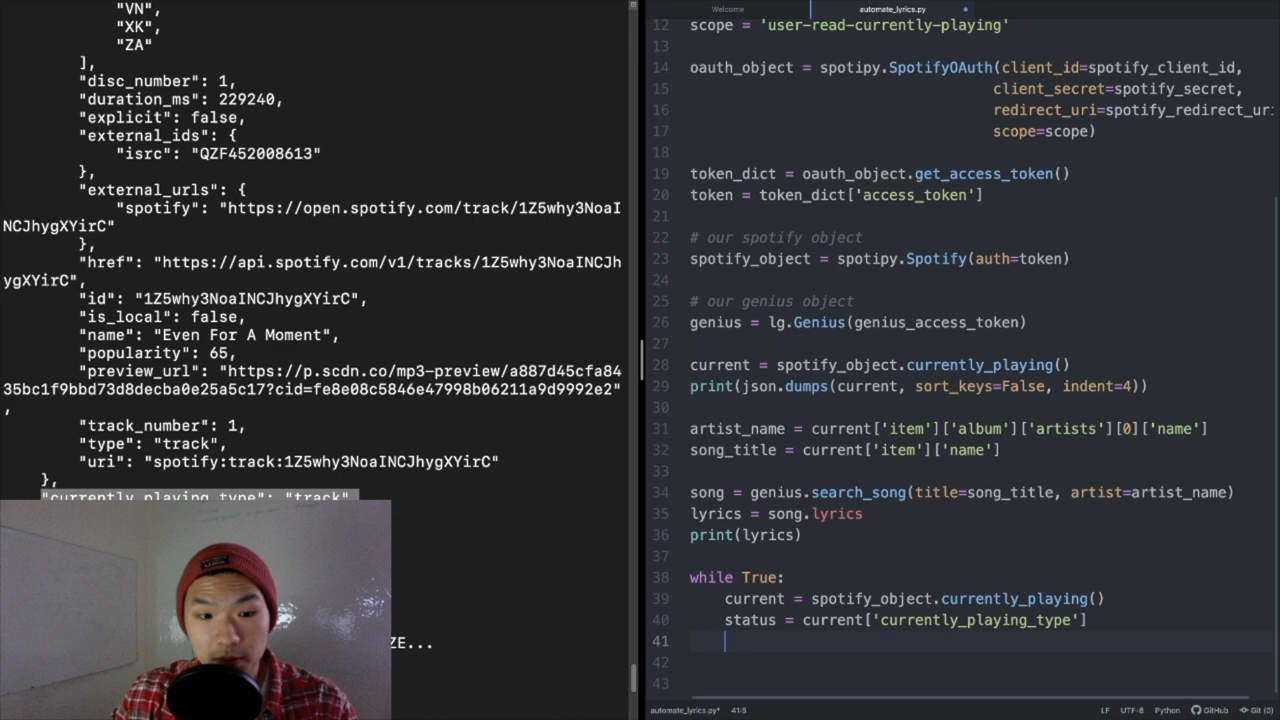 "VN",
"XK",
"ZA"
],
"disc_number": 1,
"duration_ms": 229240,
"explicit": false,
"external_ids": {
"isrc": "QZF452008613"
},
"external_urls": {
"spotify": "https://open.spotify.com/track/1Z5why3NoaI
NCJhygXYirC"
},
"href": "https://api.spotify.com/v1/tracks/1Z5why3NoaINCJh
ygXYirC",
"id": "1Z5why3NoaINCJhygXYirC",
"is_local": false,
"name": "Even For A Moment",
"popularity": 65,
"preview_url": "https://p.scdn.co/mp3-preview/a887d45cfa84
35bc1f9bbd73d8decba0e25a5c17?cid=fe8e08c5846e47998b06211a9d9992e2"
,
"track_number": 1,
"type": "track",
"uri": "spotify:track:1Z5why3NoaINCJhygXYirC"
},
"currently_playing_type": "track"
ZE...
Welcome
automate_lyrics.py
12 scope = 'user-read-currently-playing'
13
14 oauth_object = spotipy.SpotifyOAuth(client_id=spotify_client_id,
15 client_secret=spotify_secret,
16 redirect_uri=spotify_redirect_uri
17 scope=scope)
18
19 token_dict = oauth_object.get_access_token()
20 token = token_dict['access_token']
21
22 # our spotify object
23 spotify_object = spotipy.Spotify(auth=token)
24
25 # our genius object
26 genius = lg.Genius(genius_access_token)
27
28 current = spotify_object.currently_playing()
29 print(json.dumps(current, sort_keys=False, indent=4))
30
31 artist_name = current['item']['album']['artists'][0]['name']
32 song_title = current['item']['name']
33
34 song = genius.search_song(title=song_title, artist=artist_name)
35 lyrics = song.lyrics
36 print(lyrics)
37
38 while True:
39 current = spotify_object.currently_playing()
40 status = current['currently_playing_type']
41
42
43
automate_lyrics.py* 41:5 LF UTF-8 Python GitHub Git (0)